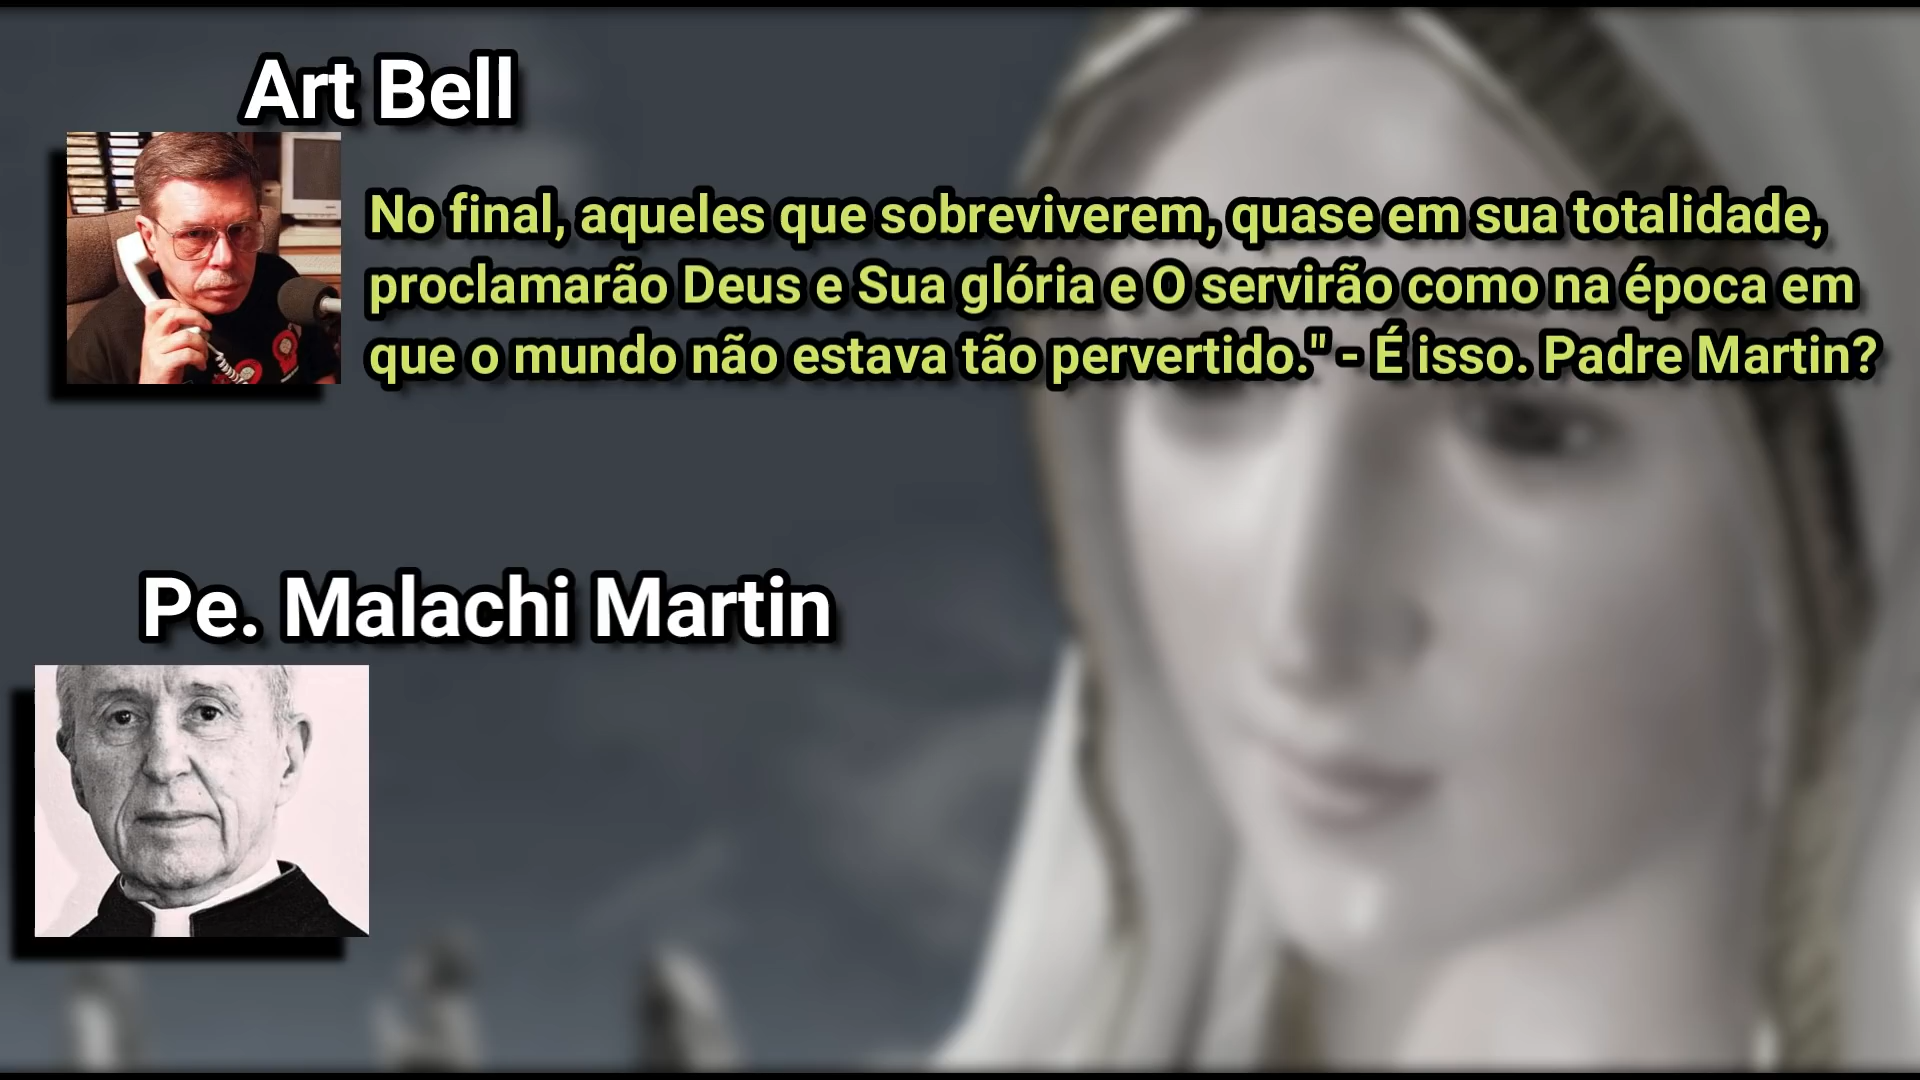 Art Bell
No final, aqueles que sobreviverem, quase em sua totalidade,
proclamarão Deus e Sua glória e O servirão como na época em
que o mundo não estava tão pervertido." - É isso. Padre Martin?
Pe. Malachi Martin